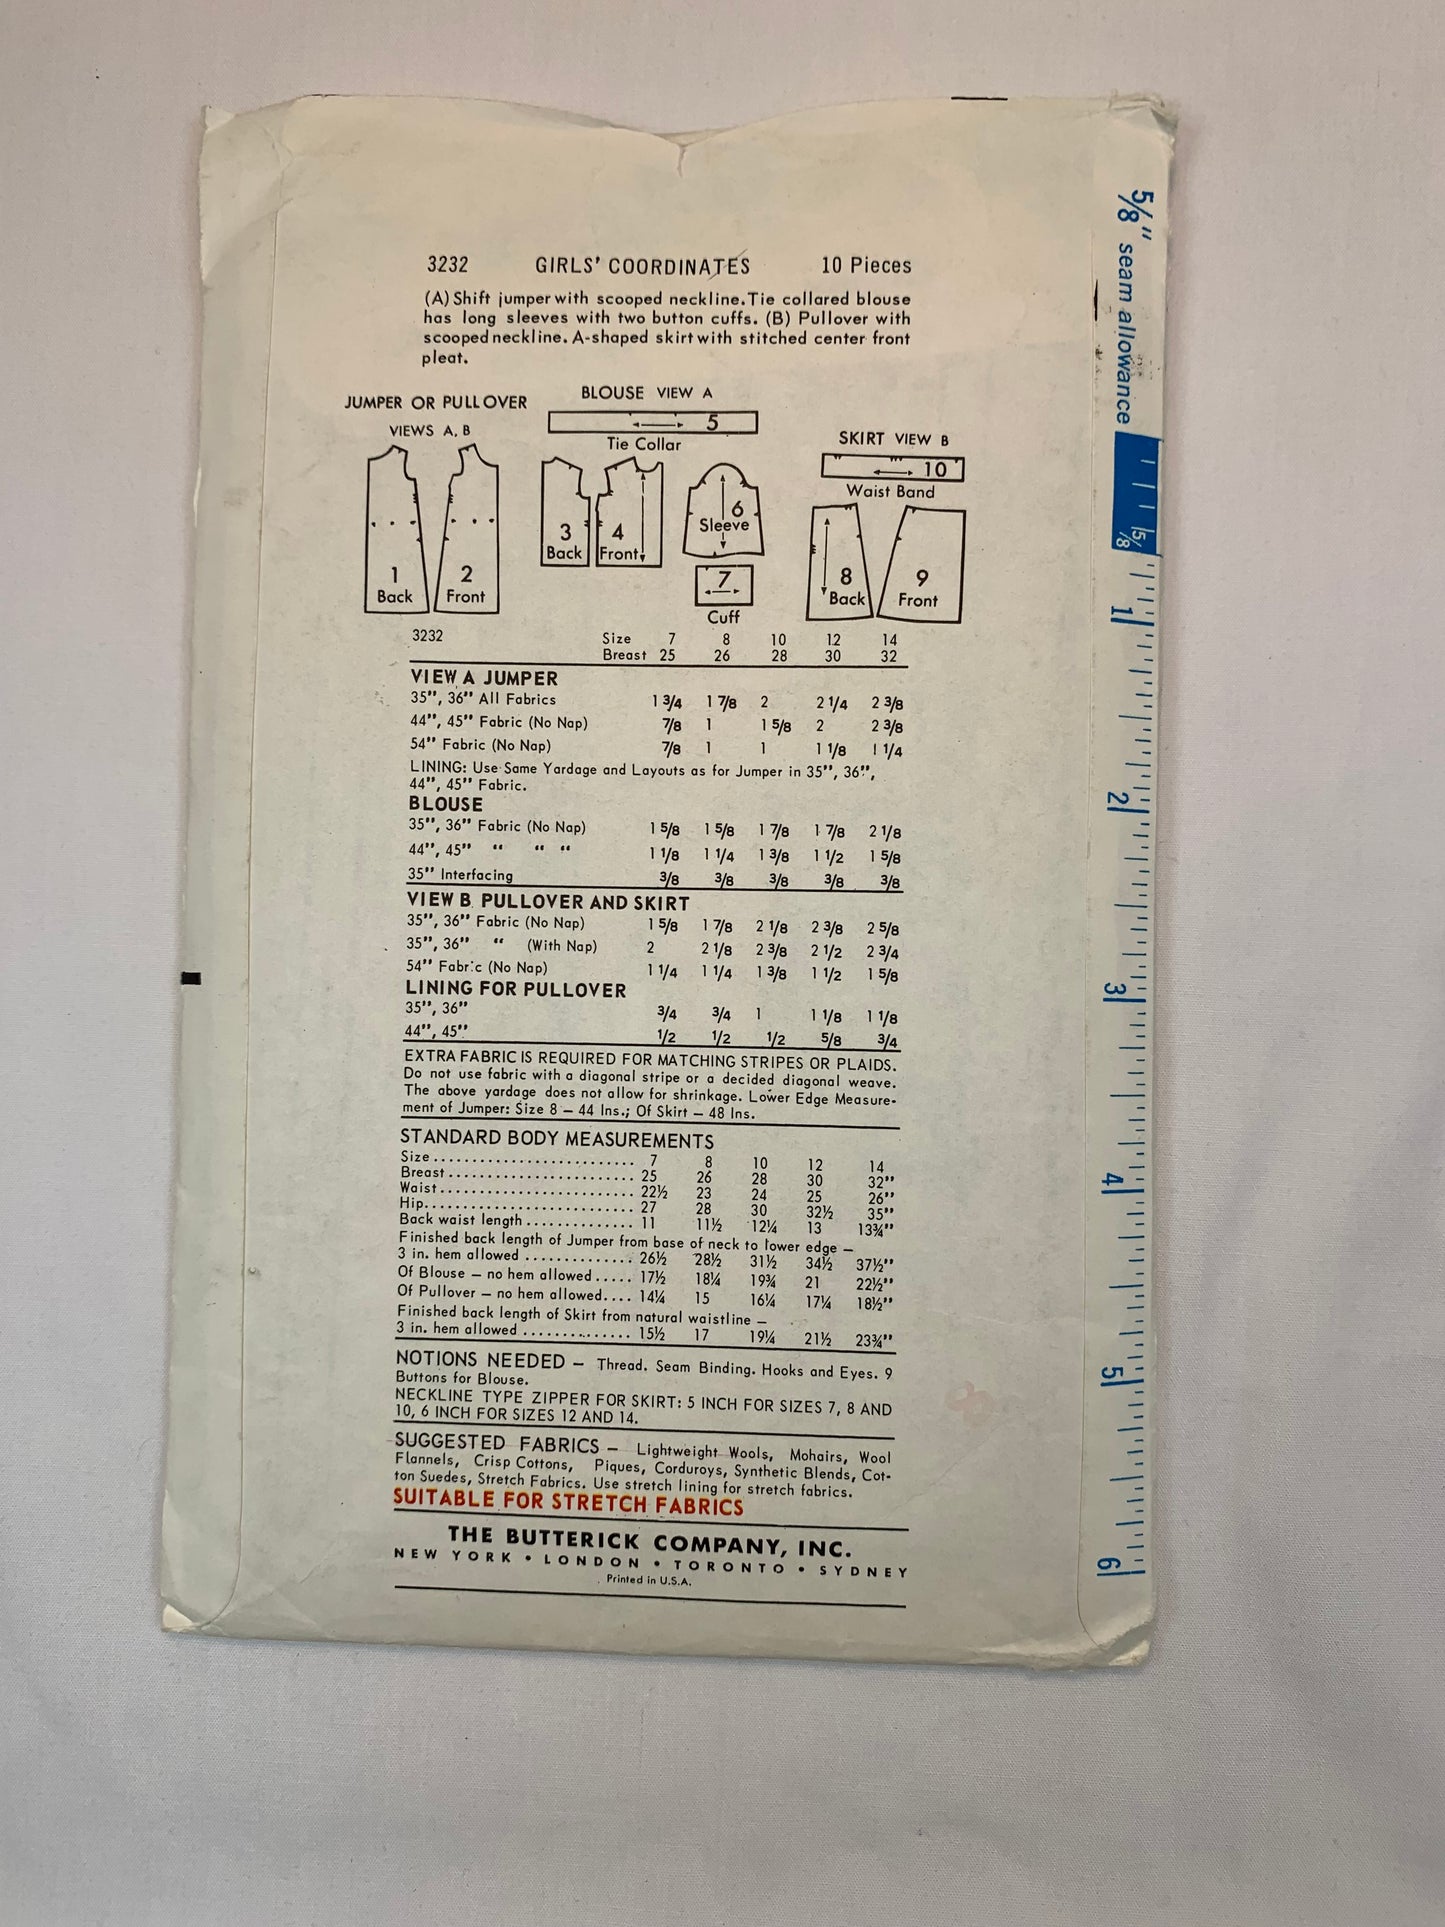 3232 GIRLS' COORDINATES 10 Pieces
(A) Shift jumper with scooped neckline. Tie collared blouse
has long sleeves with two button cuffs. (B) Pullover with
scooped neckline. A-shaped skirt with stitched center front
pleat.
JUMPER OR PULLOVER
VIEWS A, B
1
Back
2
Front
BLOUSE VIEW A
5
Tie Collar
3
Back
4
Front
6
Sleeve
7
Cuff
SKIRT VIEW B
10
Waist Band
8
Back
9
Front
3232 Size 7 8 10 12 14
Breast 25 26 28 30 32
VIEW A JUMPER
35", 36" All Fabrics 1 3/4 1 7/8 2 2 1/4 2 3/8
44", 45" Fabric (No Nap) 7/8 1 1 5/8 2 2 3/8
54" Fabric (No Nap) 7/8 1 1 1 1/8 1 1/4
LINING: Use Same Yardage and Layouts as for Jumper in 35", 36",
44", 45" Fabric.
BLOUSE
35", 36" Fabric (No Nap) 1 5/8 1 5/8 1 7/8 1 7/8 2 1/8
44", 45" " " " 1 1/8 1 1/4 1 3/8 1 1/2 1 5/8
35" Interfacing 3/8 3/8 3/8 3/8 3/8
VIEW B PULLOVER AND SKIRT
35", 36" Fabric (No Nap) 1 5/8 1 7/8 2 1/8 2 3/8 2 5/8
35", 36" " (With Nap) 2 2 1/8 2 3/8 2 1/2 2 3/4
54" Fabric (No Nap) 1 1/4 1 1/4 1 3/8 1 1/2 1 5/8
LINING FOR PULLOVER
35", 36" 3/4 3/4 1 1 1/8 1 1/8
44", 45" 1/2 1/2 1/2 5/8 3/4
EXTRA FABRIC IS REQUIRED FOR MATCHING STRIPES OR PLAIDS.
Do not use fabric with a diagonal stripe or a decided diagonal weave.
The above yardage does not allow for shrinkage. Lower Edge Measure-
ment of Jumper: Size 8 – 44 Ins.; Of Skirt – 48 Ins.
STANDARD BODY MEASUREMENTS
Size........................... 7 8 10 12 14
Breast......................... 25 26 28 30 32"
Waist.......................... 22½ 23 24 25 26"
Hip............................ 27 28 30 32½ 35"
Back waist length .............. 11 11½ 12¼ 13 13¾"
Finished back length of Jumper from base of neck to lower edge –
3 in. hem allowed .............. 26½ 28½ 31½ 34½ 37½"
Of Blouse – no hem allowed ..... 17½ 18¼ 19¾ 21 22½"
Of Pullover – no hem allowed.... 14¼ 15 16¼ 17¼ 18½"
Finished back length of Skirt from natural waistline –
3 in. hem allowed .............. 15½ 17 19¼ 21½ 23¾"
NOTIONS NEEDED – Thread. Seam Binding. Hooks and Eyes. 9
Buttons for Blouse.
NECKLINE TYPE ZIPPER FOR SKIRT: 5 INCH FOR SIZES 7, 8 AND
10, 6 INCH FOR SIZES 12 AND 14.
SUGGESTED FABRICS – Lightweight Wools, Mohairs, Wool
Flannels, Crisp Cottons, Piques, Corduroys, Synthetic Blends, Cot-
ton Suedes, Stretch Fabrics. Use stretch lining for stretch fabrics.
SUITABLE FOR STRETCH FABRICS
THE BUTTERICK COMPANY, INC.
NEW YORK • LONDON • TORONTO • SYDNEY
Printed in U.S.A.
5/8" seam allowance
5/8
1
2
3
4
5
6